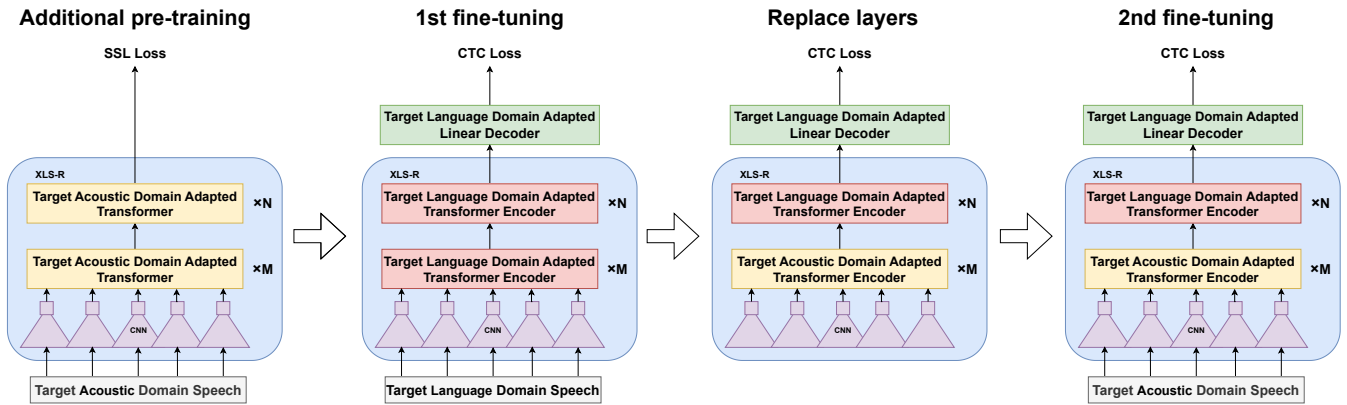 Additional pre-training
SSL Loss
XLS-R
Target Acoustic Domain Adapted
Transformer
×N
Target Acoustic Domain Adapted
Transformer
×M
CNN
Target Acoustic Domain Speech
1st fine-tuning
CTC Loss
Target Language Domain Adapted
Linear Decoder
XLS-R
Target Language Domain Adapted
Transformer Encoder
×N
Target Language Domain Adapted
Transformer Encoder
×M
CNN
Target Language Domain Speech
Replace layers
CTC Loss
Target Language Domain Adapted
Linear Decoder
XLS-R
Target Language Domain Adapted
Transformer Encoder
×N
Target Acoustic Domain Adapted
Transformer Encoder
×M
CNN
2nd fine-tuning
CTC Loss
Target Language Domain Adapted
Linear Decoder
XLS-R
Target Language Domain Adapted
Transformer Encoder
×N
Target Acoustic Domain Adapted
Transformer Encoder
×M
CNN
Target Acoustic Domain Speech